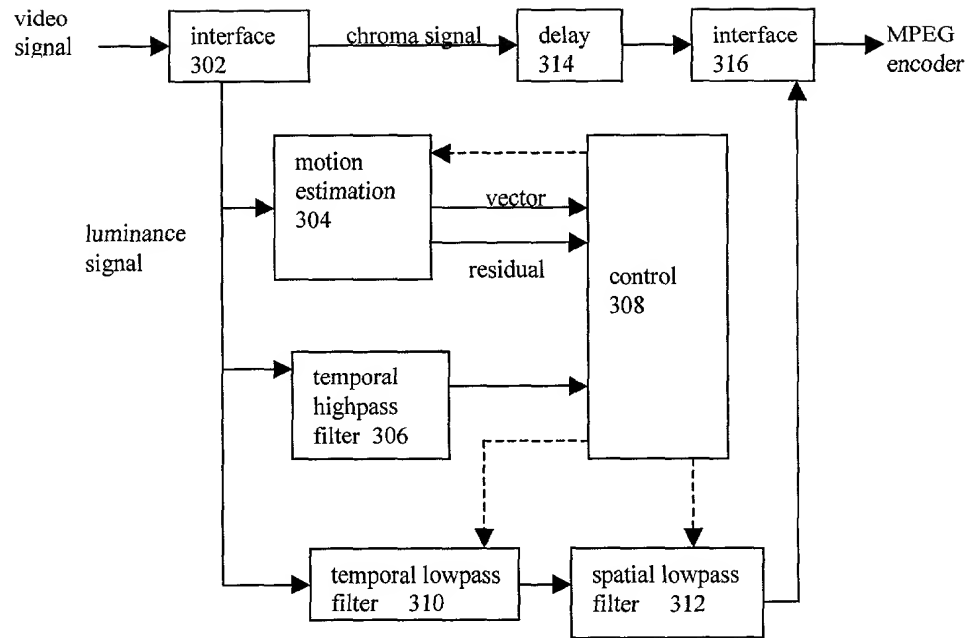 video
signal
interface
302
chroma signal
delay
314
interface
316
MPEG
encoder
motion
estimation
304
vector
residual
luminance
signal
control
308
temporal
highpass
filter 306
temporal lowpass
filter 310
spatial lowpass
filter 312